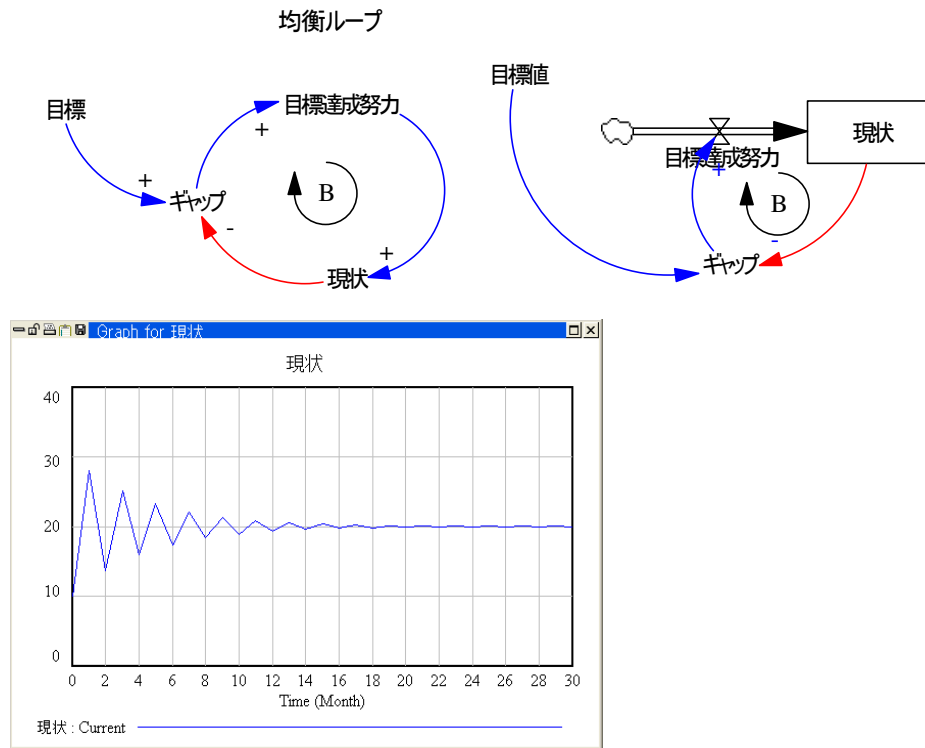 均衡ループ
目標
+
ギャップ
+
目標達成努力
B
-
+
現状
目標値
目標達成努力
+
現状
B
-
ギャップ
Graph for 現状
現状
40
30
20
10
0
0 2 4 6 8 10 12 14 16 18 20 22 24 26 28 30
Time (Month)
現状 : Current